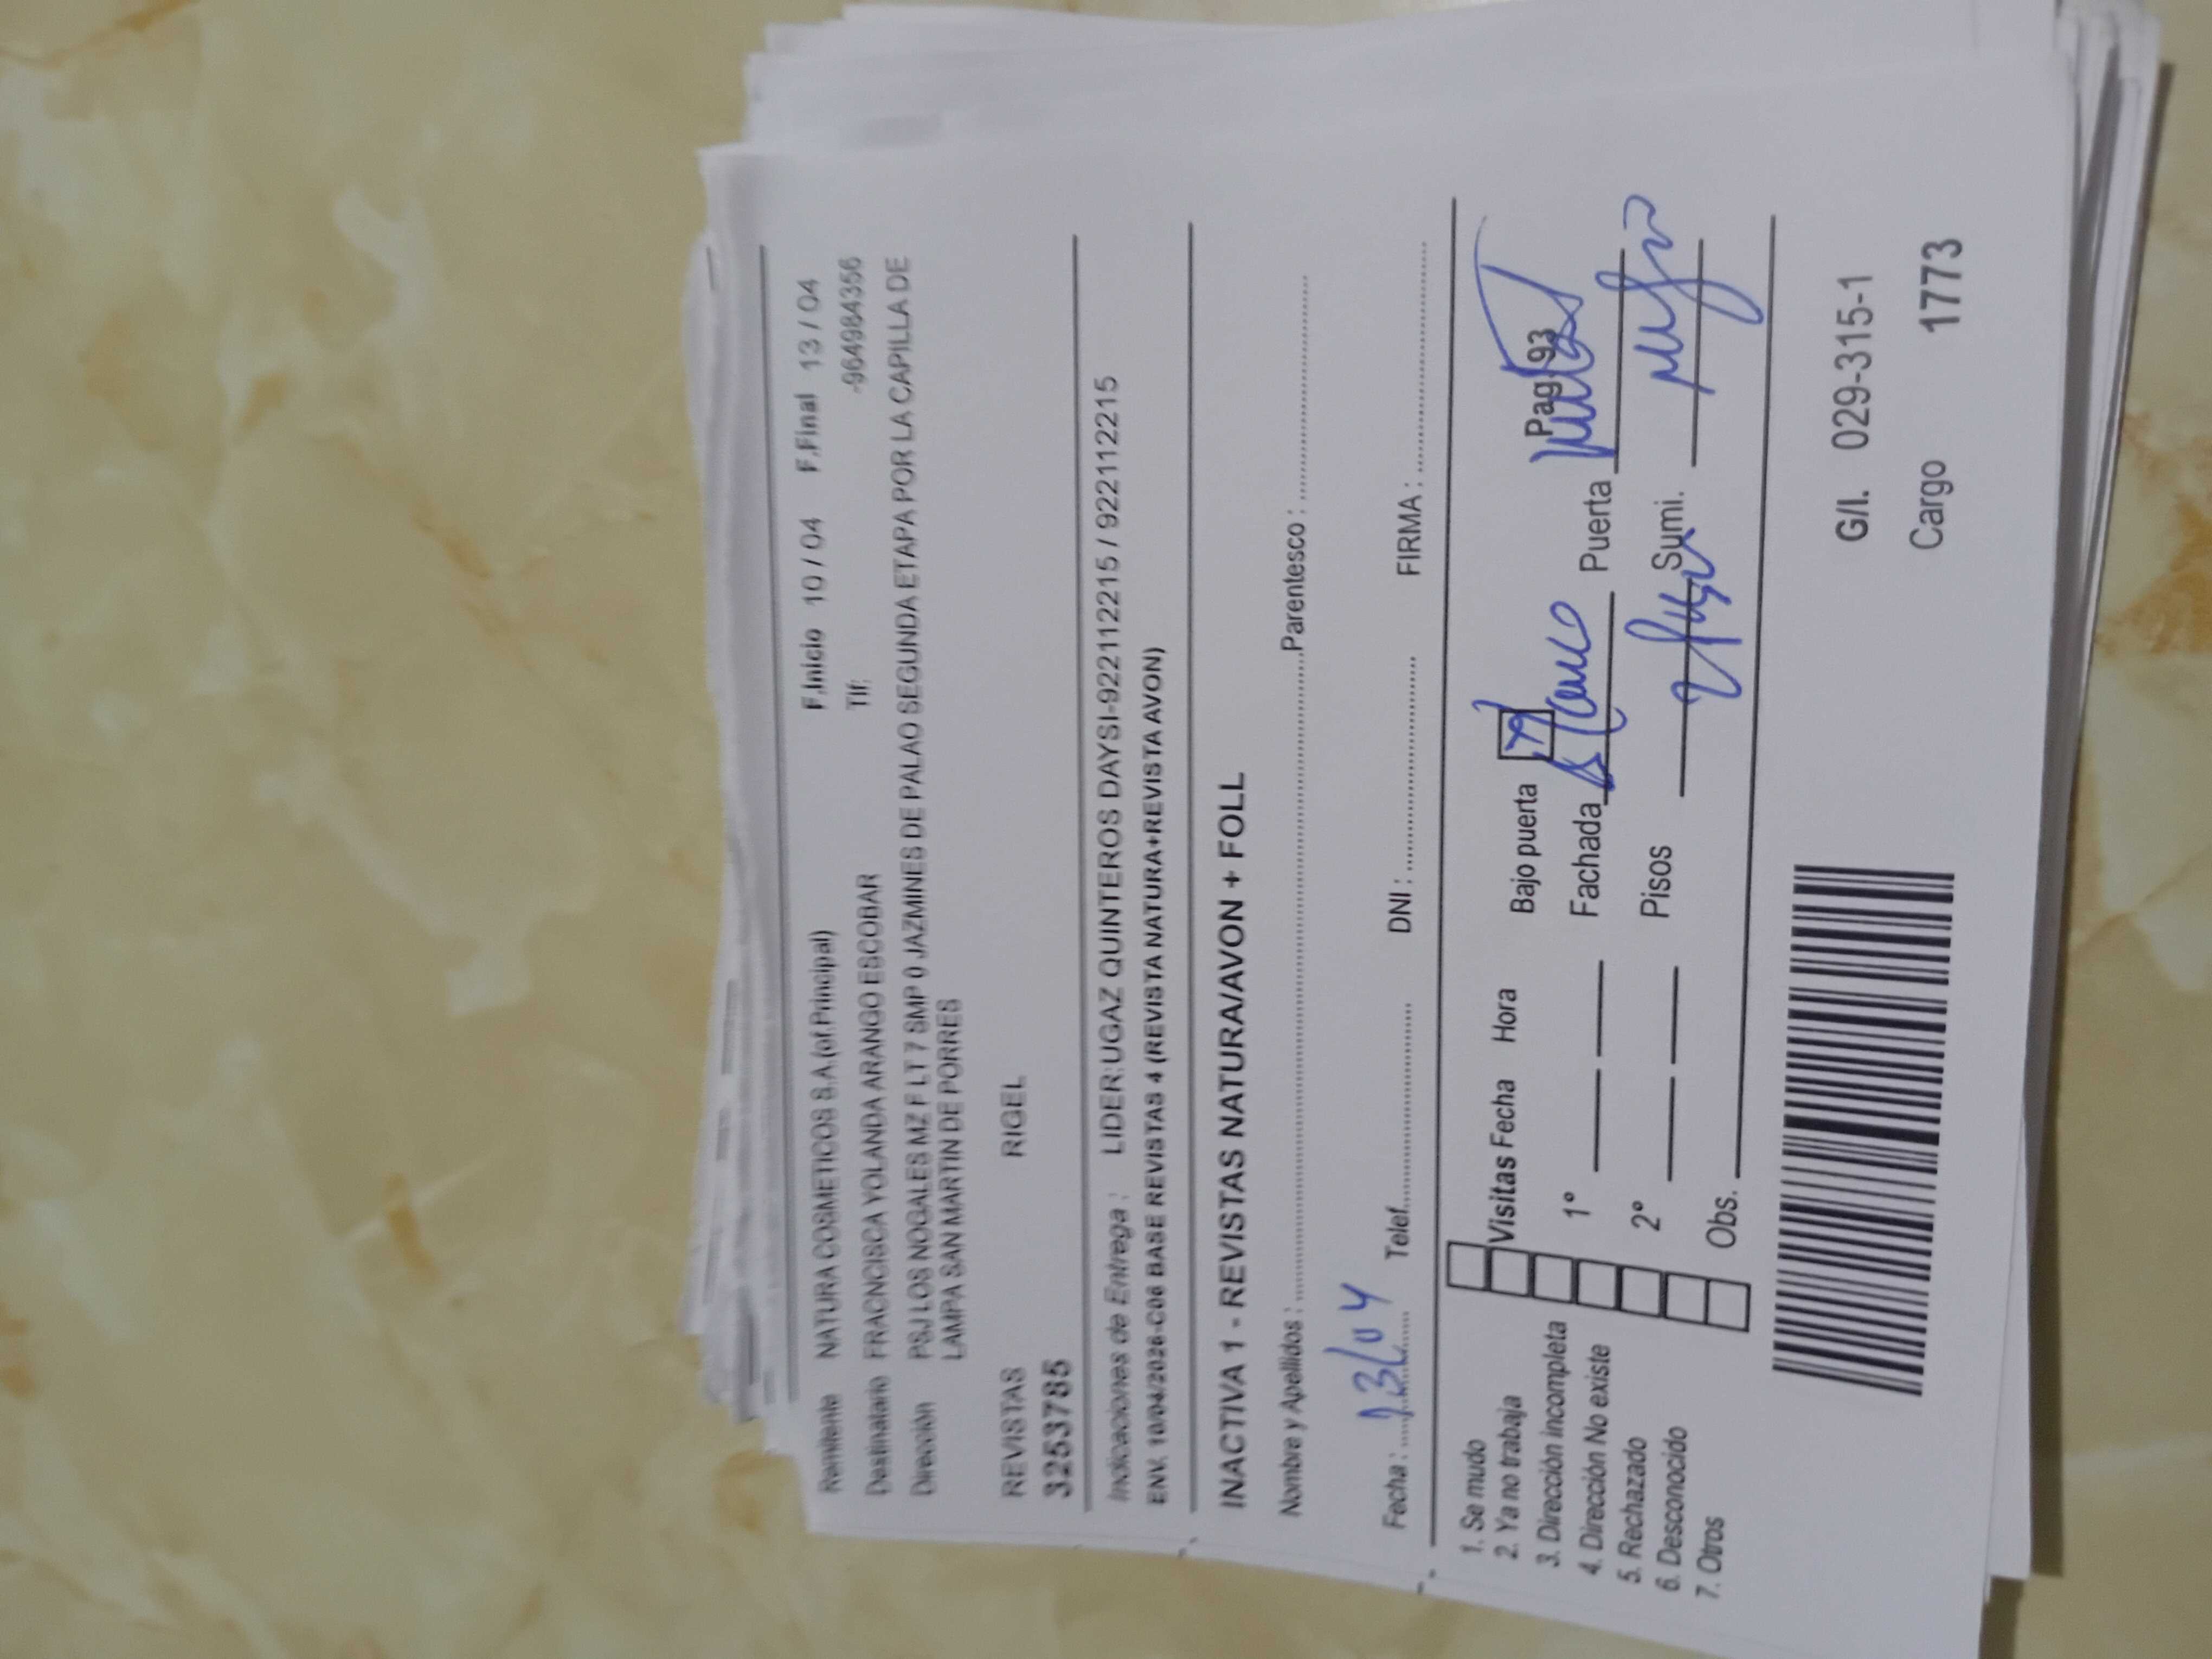 Remitente NATURA COSMETICOS S.A.(of.Principal) F.Inicio 10 / 04 F.Final 13 / 04
Destinatario FRACNCISCA YOLANDA ARANGO ESCOBAR Tlf: -964984356
Dirección PSJ LOS NOGALES MZ F LT 7 SMP 0 JAZMINES DE PALAO SEGUNDA ETAPA POR LA CAPILLA DE
LAMPA SAN MARTIN DE PORRES
REVISTAS RIGEL
3253785
Indicaciones de Entrega : LIDER:UGAZ QUINTEROS DAYSI-922112215 / 922112215
ENV. 10/04/2026-C06 BASE REVISTAS 4 (REVISTA NATURA+REVISTA AVON)
INACTIVA 1 - REVISTAS NATURA/AVON + FOLL
Nombre y Apellidos : Parentesco :
Fecha : 13/04 Telef. DNI : FIRMA :
1. Se mudo
2. Ya no trabaja
3. Dirección incompleta
4. Dirección No existe
5. Rechazado
6. Desconocido
7. Otros
Visitas Fecha Hora Bajo puerta Pag. 93
1° Fachada Puerta
2° Pisos Sumi.
Obs.
G/I. 029-315-1
Cargo 1773